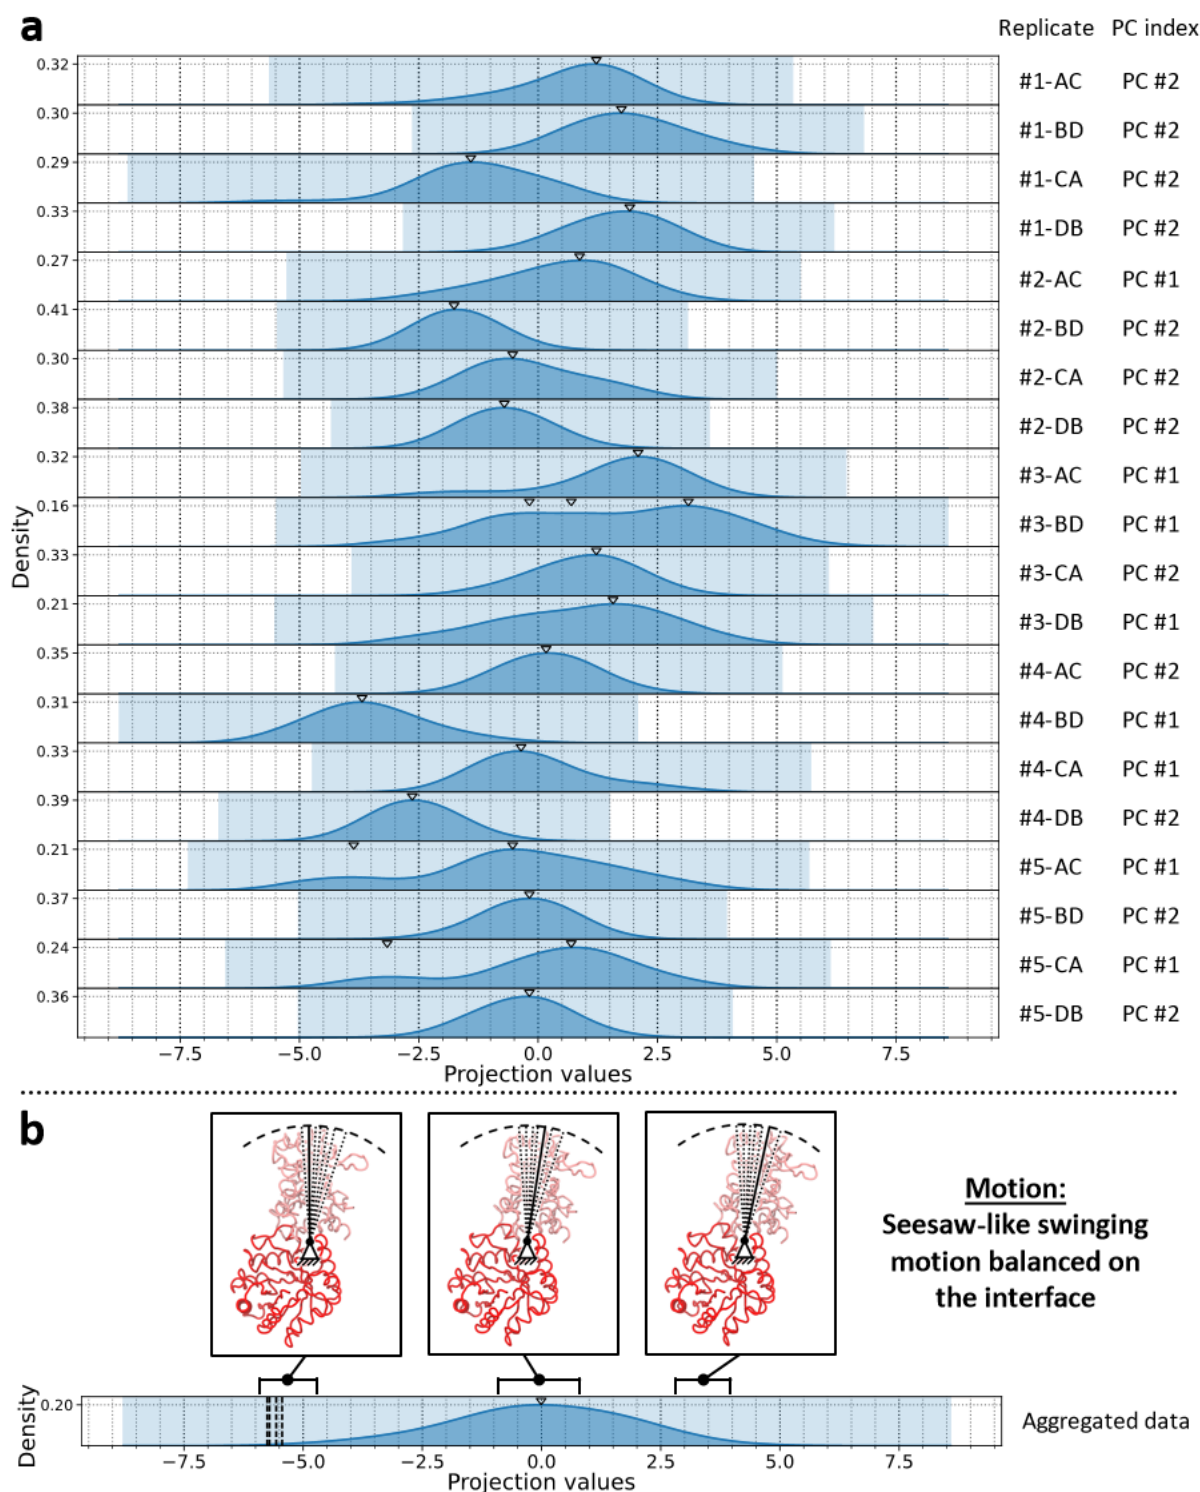 a
Replicate PC index
0.32 #1-AC PC #2
0.30 #1-BD PC #2
0.29 #1-CA PC #2
0.33 #1-DB PC #2
0.27 #2-AC PC #1
0.41 #2-BD PC #2
0.30 #2-CA PC #2
0.38 #2-DB PC #2
0.32 #3-AC PC #1
0.16 #3-BD PC #1
0.33 #3-CA PC #2
0.21 #3-DB PC #1
0.35 #4-AC PC #2
0.31 #4-BD PC #1
0.33 #4-CA PC #1
0.39 #4-DB PC #2
0.21 #5-AC PC #1
0.37 #5-BD PC #2
0.24 #5-CA PC #1
0.36 #5-DB PC #2
Density
−7.5 −5.0 −2.5 0.0 2.5 5.0 7.5
Projection values
b
Motion:
Seesaw-like swinging
motion balanced on
the interface
Density
0.20
Aggregated data
−7.5 −5.0 −2.5 0.0 2.5 5.0 7.5
Projection values